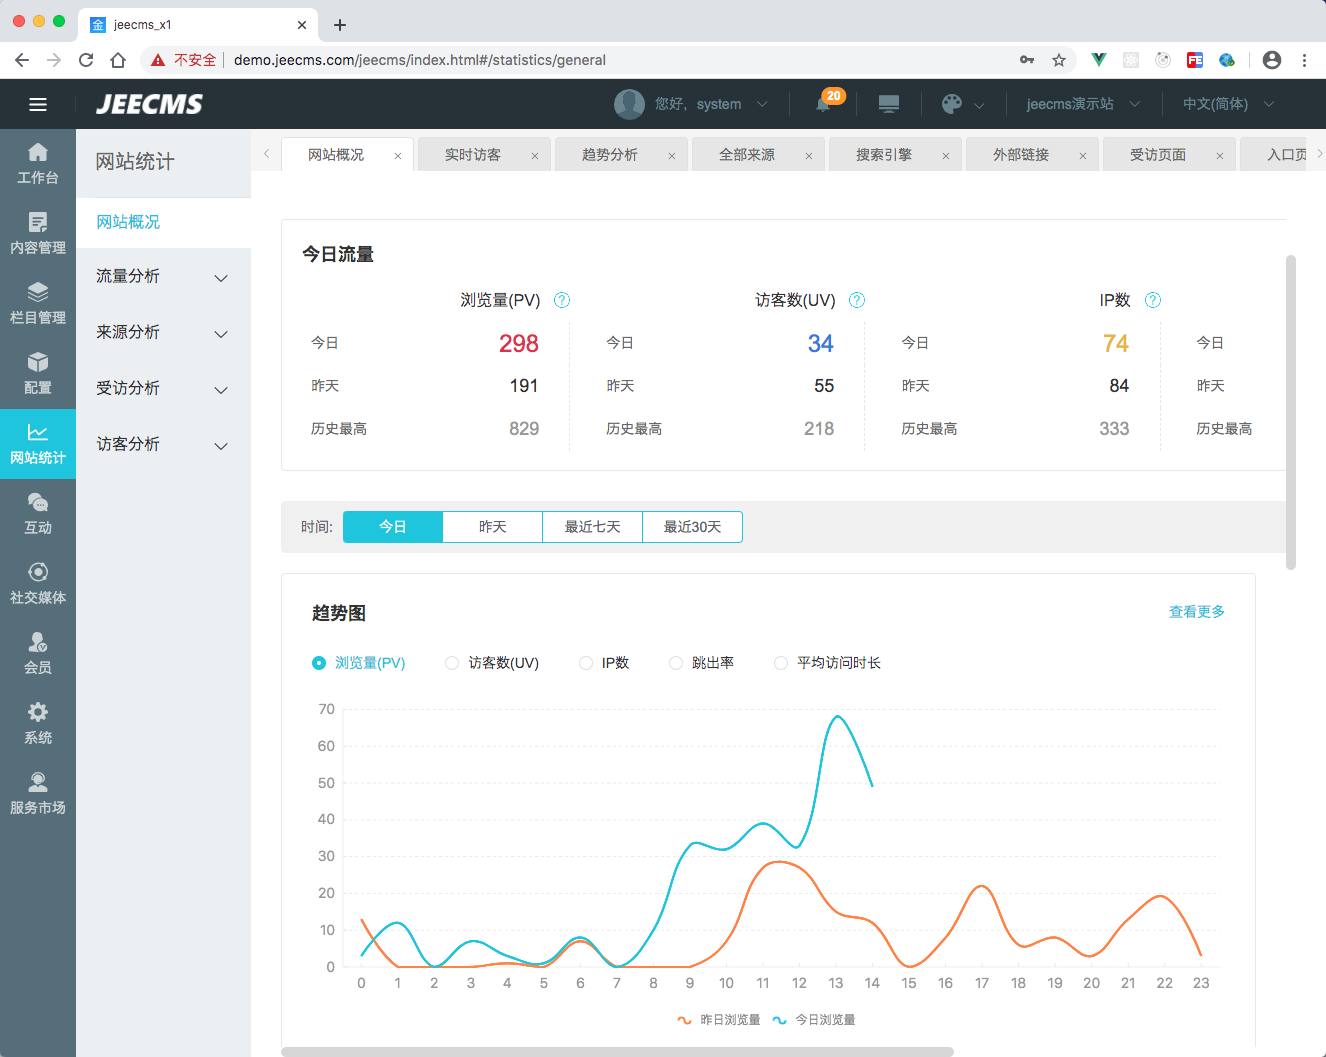 金 jeecms_x1
不安全 demo.jeecms.com/jeecms/index.html#/statistics/general
FE
JEECMS 您好，system 20 jeecms演示站 中文(简体)
工作台
内容管理
栏目管理
配置
网站统计
互动
社交媒体
会员
系统
服务市场
网站统计
网站概况
流量分析
来源分析
受访分析
访客分析
网站概况 实时访客 趋势分析 全部来源 搜索引擎 外部链接 受访页面 入口页
今日流量
浏览量(PV) ? 访客数(UV) ? IP数 ?
今日 298 今日 34 今日 74 今日
昨天 191 昨天 55 昨天 84 昨天
历史最高 829 历史最高 218 历史最高 333 历史最高
时间: 今日 昨天 最近七天 最近30天
趋势图 查看更多
浏览量(PV) 访客数(UV) IP数 跳出率 平均访问时长
70
60
50
40
30
20
10
0
0 1 2 3 4 5 6 7 8 9 10 11 12 13 14 15 16 17 18 19 20 21 22 23
昨日浏览量 今日浏览量